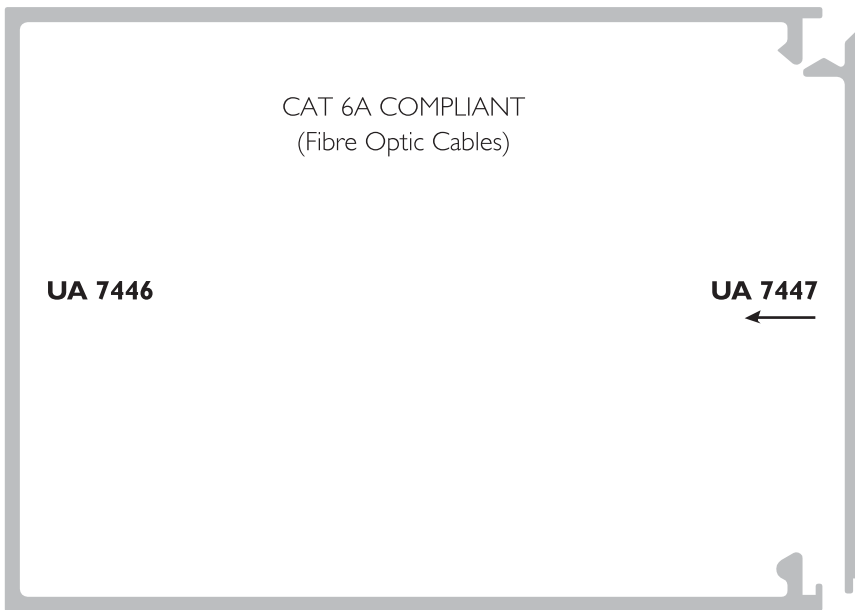 CAT 6A COMPLIANT
(Fibre Optic Cables)
UA 7446
UA 7447